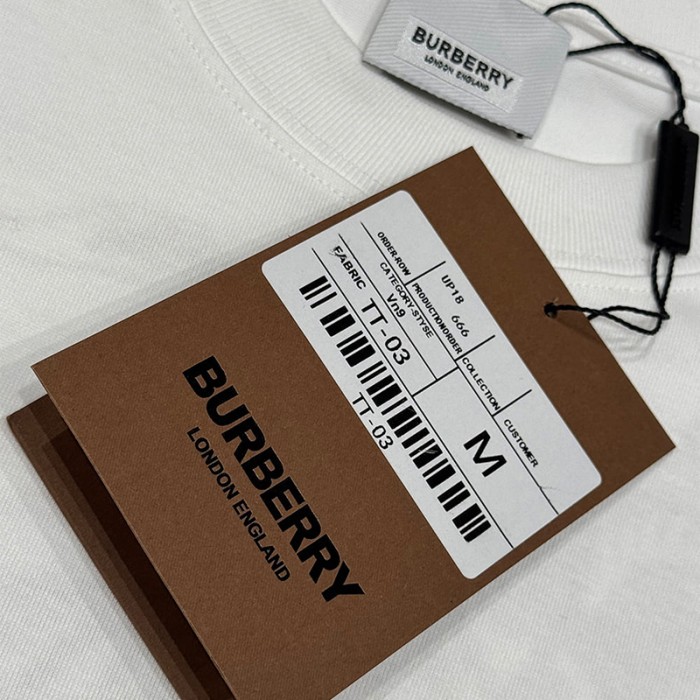 BURBERRY
LONDON ENGLAND
ORDER-ROW
PRODUCTIONORDER
COLLECTION
CUSTOMER
UP18
666
CATEGORY-STYSE
Vn9
M
FABRIC
TT-03
TT-03
BURBERRY
LONDON ENGLAND